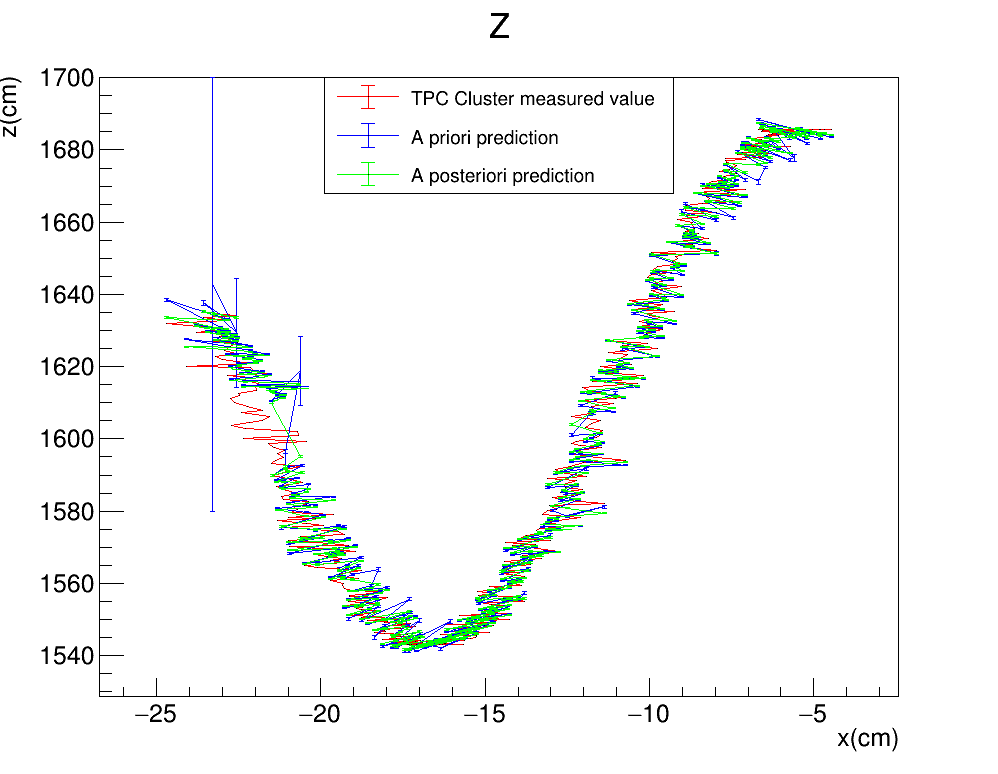 Z
z(cm)
1700
1680
1660
1640
1620
1600
1580
1560
1540
TPC Cluster measured value
A priori prediction
A posteriori prediction
−25 −20 −15 −10 −5
x(cm)